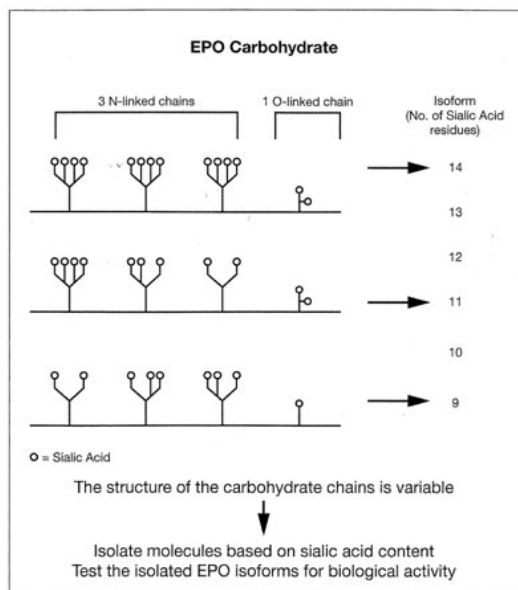 EPO Carbohydrate
3 N-linked chains
1 O-linked chain
Isoform
(No. of Sialic Acid
residues)
14
13
12
11
10
9
= Sialic Acid
The structure of the carbohydrate chains is variable
Isolate molecules based on sialic acid content
Test the isolated EPO isoforms for biological activity